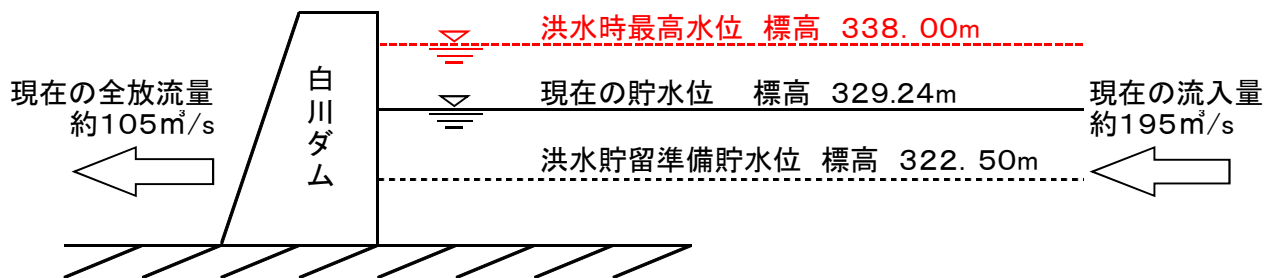 洪水時最高水位 標高 338．00m
白川ダム
現在の全放流量
約105㎥/s
現在の貯水位 標高 329.24m
現在の流入量
約195㎥/s
洪水貯留準備貯水位 標高 322．50m